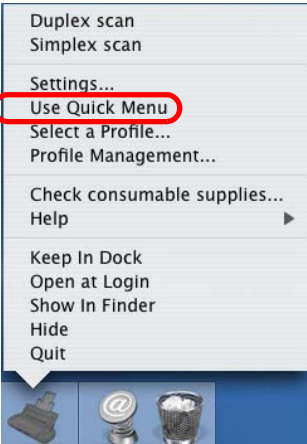 Duplex scan
Simplex scan
Settings...
Use Quick Menu
Select a Profile...
Profile Management...
Check consumable supplies...
Help
Keep In Dock
Open at Login
Show In Finder
Hide
Quit
@